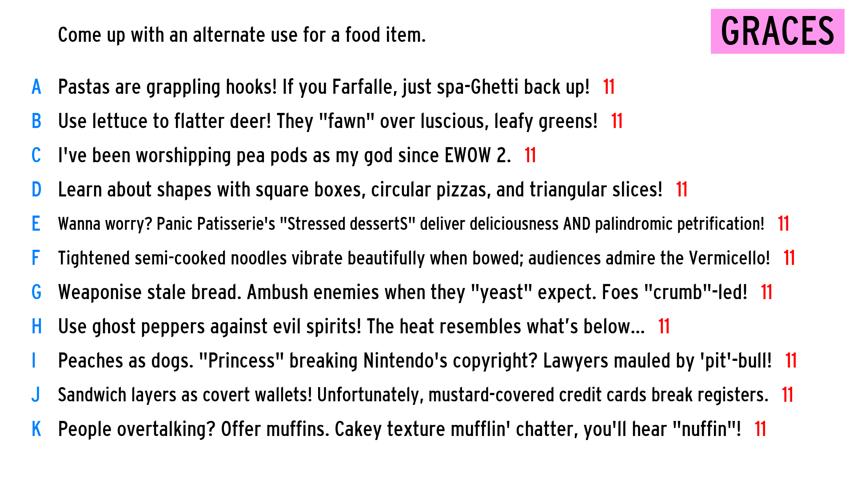 Come up with an alternate use for a food item.
GRACES
A Pastas are grappling hooks! If you Farfalle, just spa-Ghetti back up! 11
B Use lettuce to flatter deer! They "fawn" over luscious, leafy greens! 11
C I've been worshipping pea pods as my god since EWOW 2. 11
D Learn about shapes with square boxes, circular pizzas, and triangular slices! 11
E Wanna worry? Panic Patisserie's "Stressed dessertS" deliver deliciousness AND palindromic petrification! 11
F Tightened semi-cooked noodles vibrate beautifully when bowed; audiences admire the Vermicello! 11
G Weaponise stale bread. Ambush enemies when they "yeast" expect. Foes "crumb"-led! 11
H Use ghost peppers against evil spirits! The heat resembles what’s below... 11
I Peaches as dogs. "Princess" breaking Nintendo's copyright? Lawyers mauled by 'pit'-bull! 11
J Sandwich layers as covert wallets! Unfortunately, mustard-covered credit cards break registers. 11
K People overtalking? Offer muffins. Cakey texture mufflin' chatter, you'll hear "nuffin"! 11